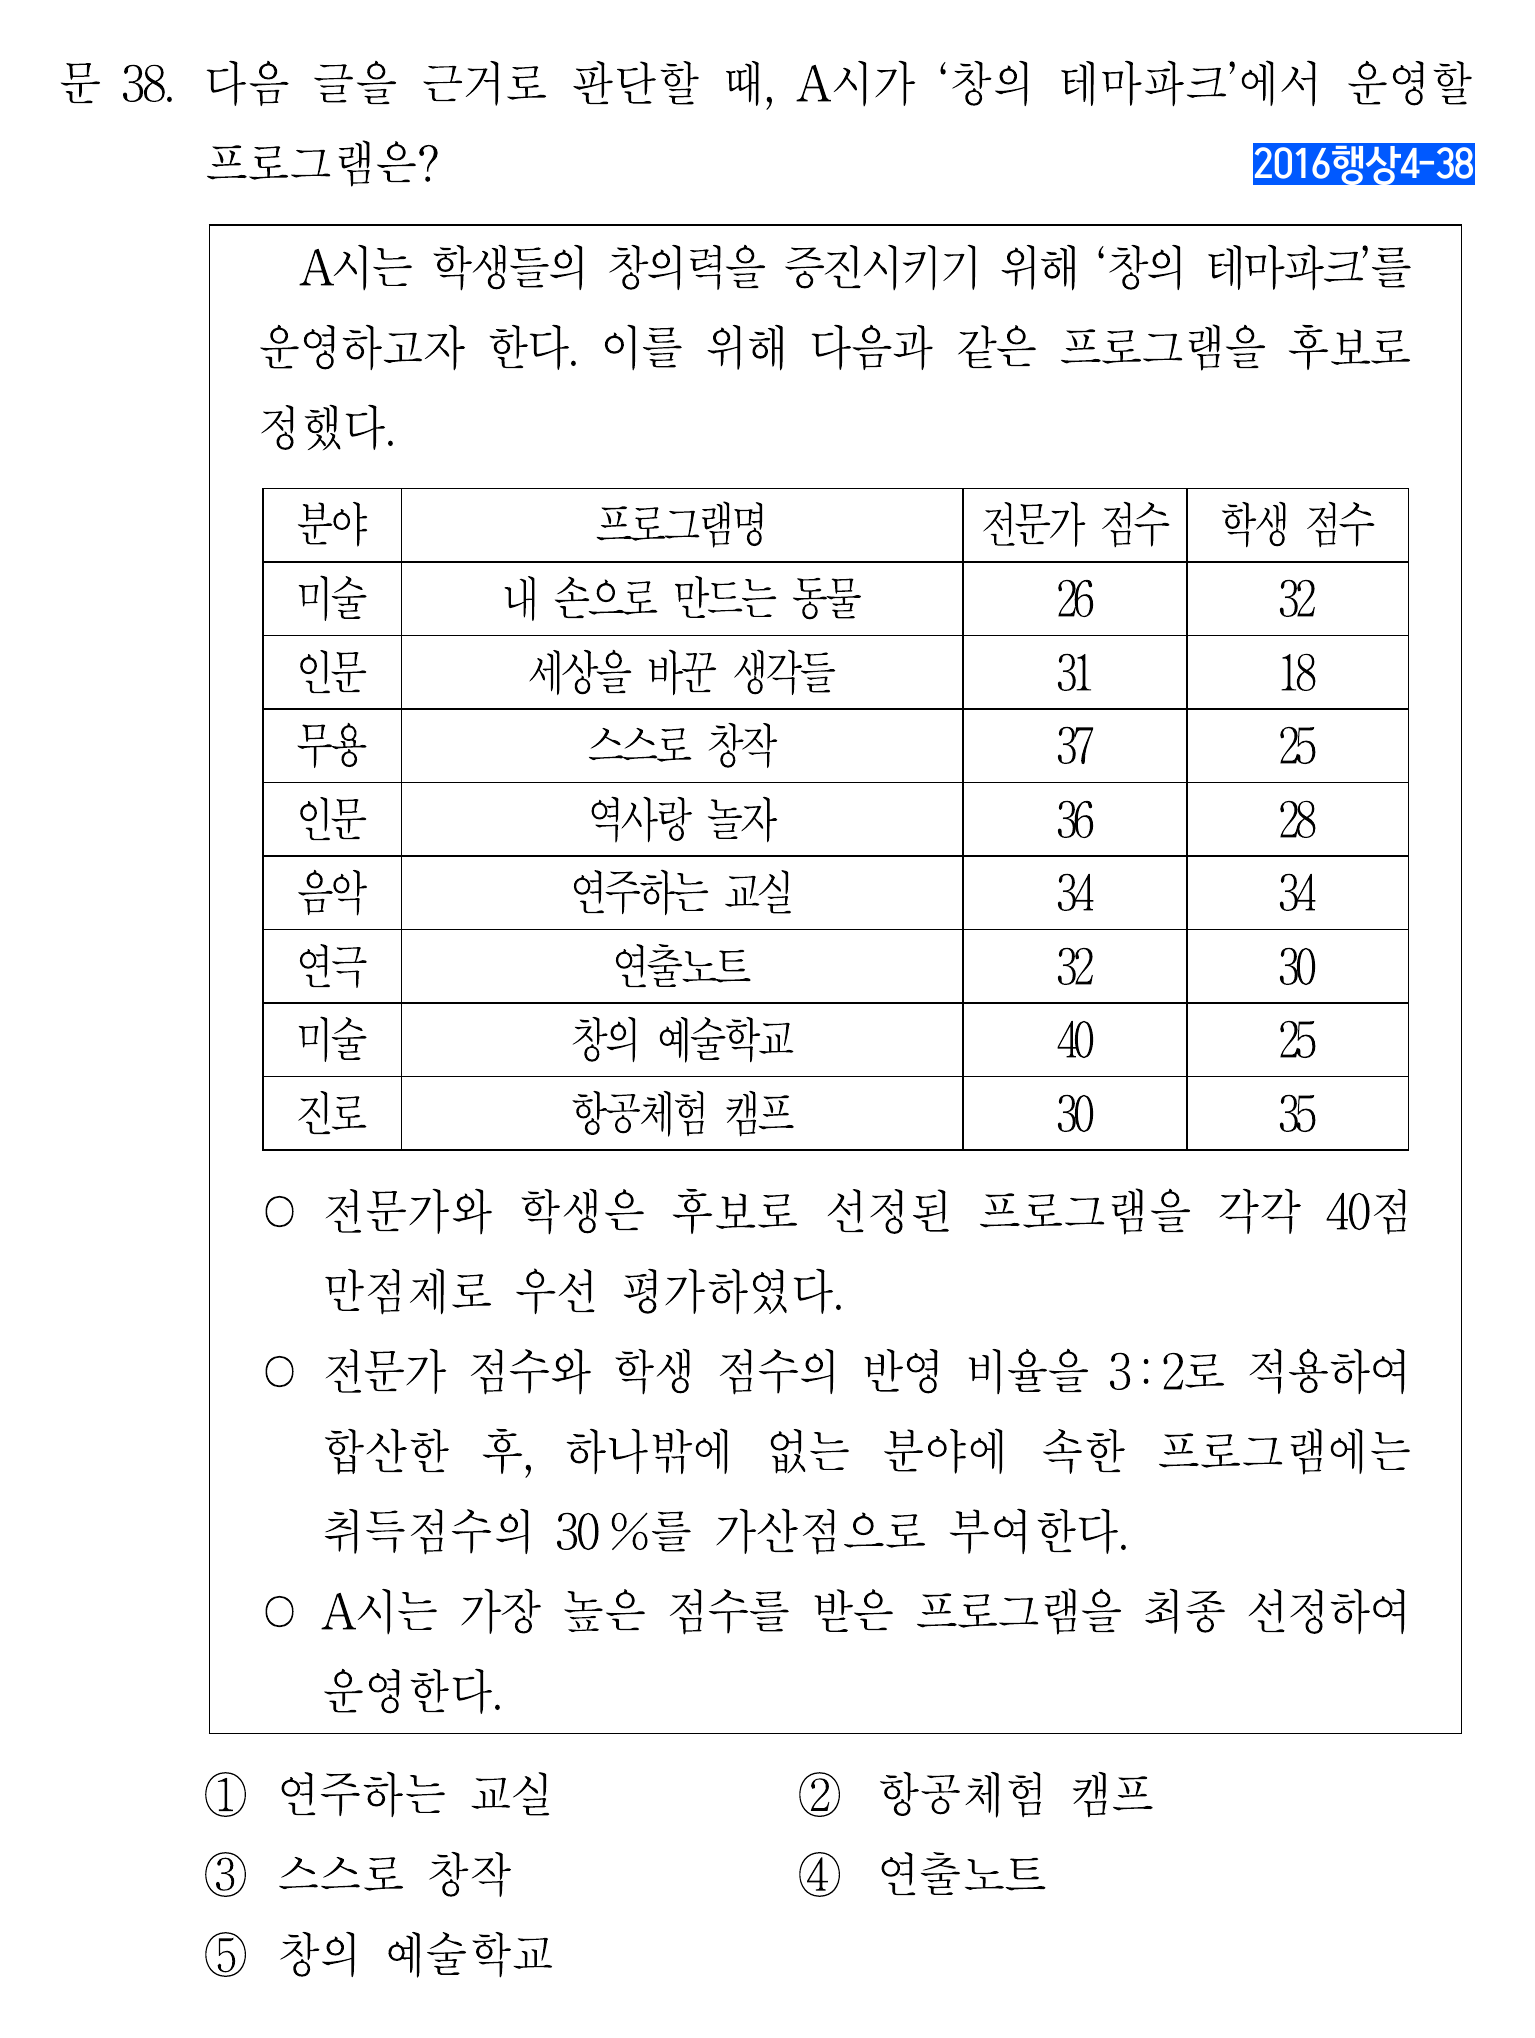 문 38. 다음 글을 근거로 판단할 때, A시가 ‘창의 테마파크’에서 운영할
프로그램은?
2016행상4-38
A시는 학생들의 창의력을 증진시키기 위해 ‘창의 테마파크’를
운영하고자 한다. 이를 위해 다음과 같은 프로그램을 후보로
정했다.
분야 프로그램명 전문가 점수 학생 점수
미술 내 손으로 만드는 동물 26 32
인문 세상을 바꾼 생각들 31 18
무용 스스로 창작 37 25
인문 역사랑 놀자 36 28
음악 연주하는 교실 34 34
연극 연출노트 32 30
미술 창의 예술학교 40 25
진로 항공체험 캠프 30 35
○ 전문가와 학생은 후보로 선정된 프로그램을 각각 40점
만점제로 우선 평가하였다.
○ 전문가 점수와 학생 점수의 반영 비율을 3 : 2로 적용하여
합산한 후, 하나밖에 없는 분야에 속한 프로그램에는
취득점수의 30 %를 가산점으로 부여한다.
○ A시는 가장 높은 점수를 받은 프로그램을 최종 선정하여
운영한다.
① 연주하는 교실 ② 항공체험 캠프
③ 스스로 창작 ④ 연출노트
⑤ 창의 예술학교